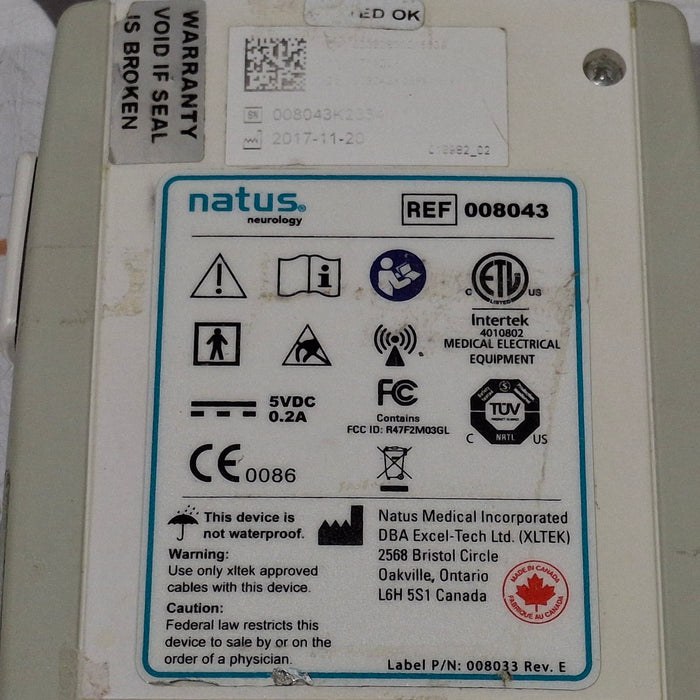 WARRANTY
VOID IF SEAL
IS BROKEN
OK
SN
2017-11-20
natus®
neurology
REF 008043
i
C ETL US
LISTED
Intertek
4010802
MEDICAL ELECTRICAL
EQUIPMENT
5VDC
0.2A
FC
Contains
FCC ID: R47F2M03GL
TÜV
NRTL
C US
CE 0086
This device is
not waterproof.
Warning:
Use only xltek approved
cables with this device.
Caution:
Federal law restricts this
device to sale by or on the
order of a physician.
Natus Medical Incorporated
DBA Excel-Tech Ltd. (XLTEK)
2568 Bristol Circle
Oakville, Ontario
L6H 5S1 Canada
MADE IN CANADA
FABRIQUÉ AU CANADA
Label P/N: 008033 Rev. E